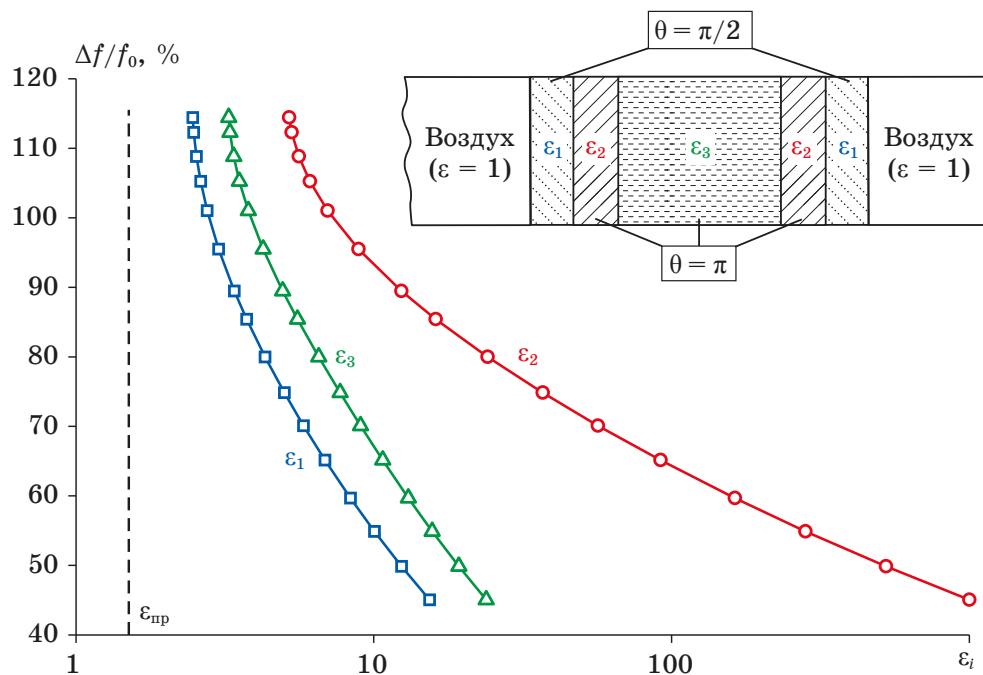 Δf/f₀, %
120
110
100
90
80
70
60
50
40
1
10
100
εᵢ
εпр
ε₁
ε₃
ε₂
θ = π/2
Воздух
(ε = 1)
ε₁
ε₂
ε₃
ε₂
ε₁
Воздух
(ε = 1)
θ = π